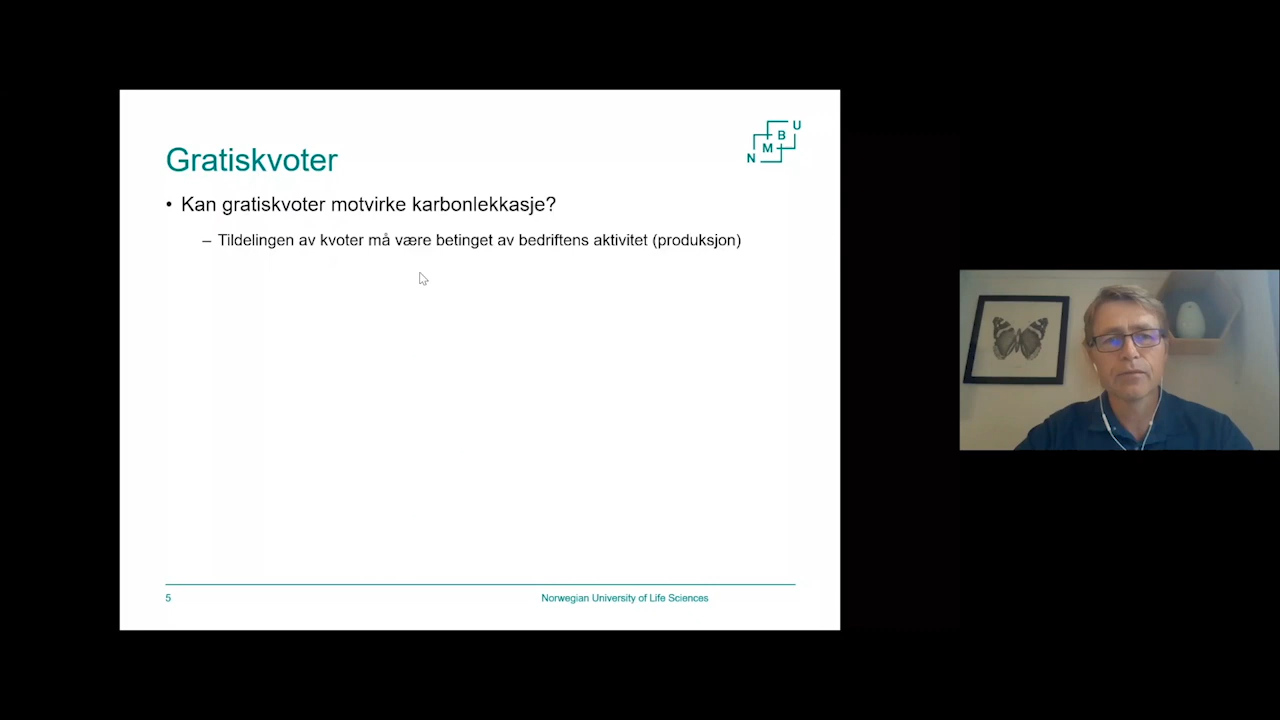 N M B U
Gratiskvoter
• Kan gratiskvoter motvirke karbonlekkasje?
– Tildelingen av kvoter må være betinget av bedriftens aktivitet (produksjon)
5
Norwegian University of Life Sciences